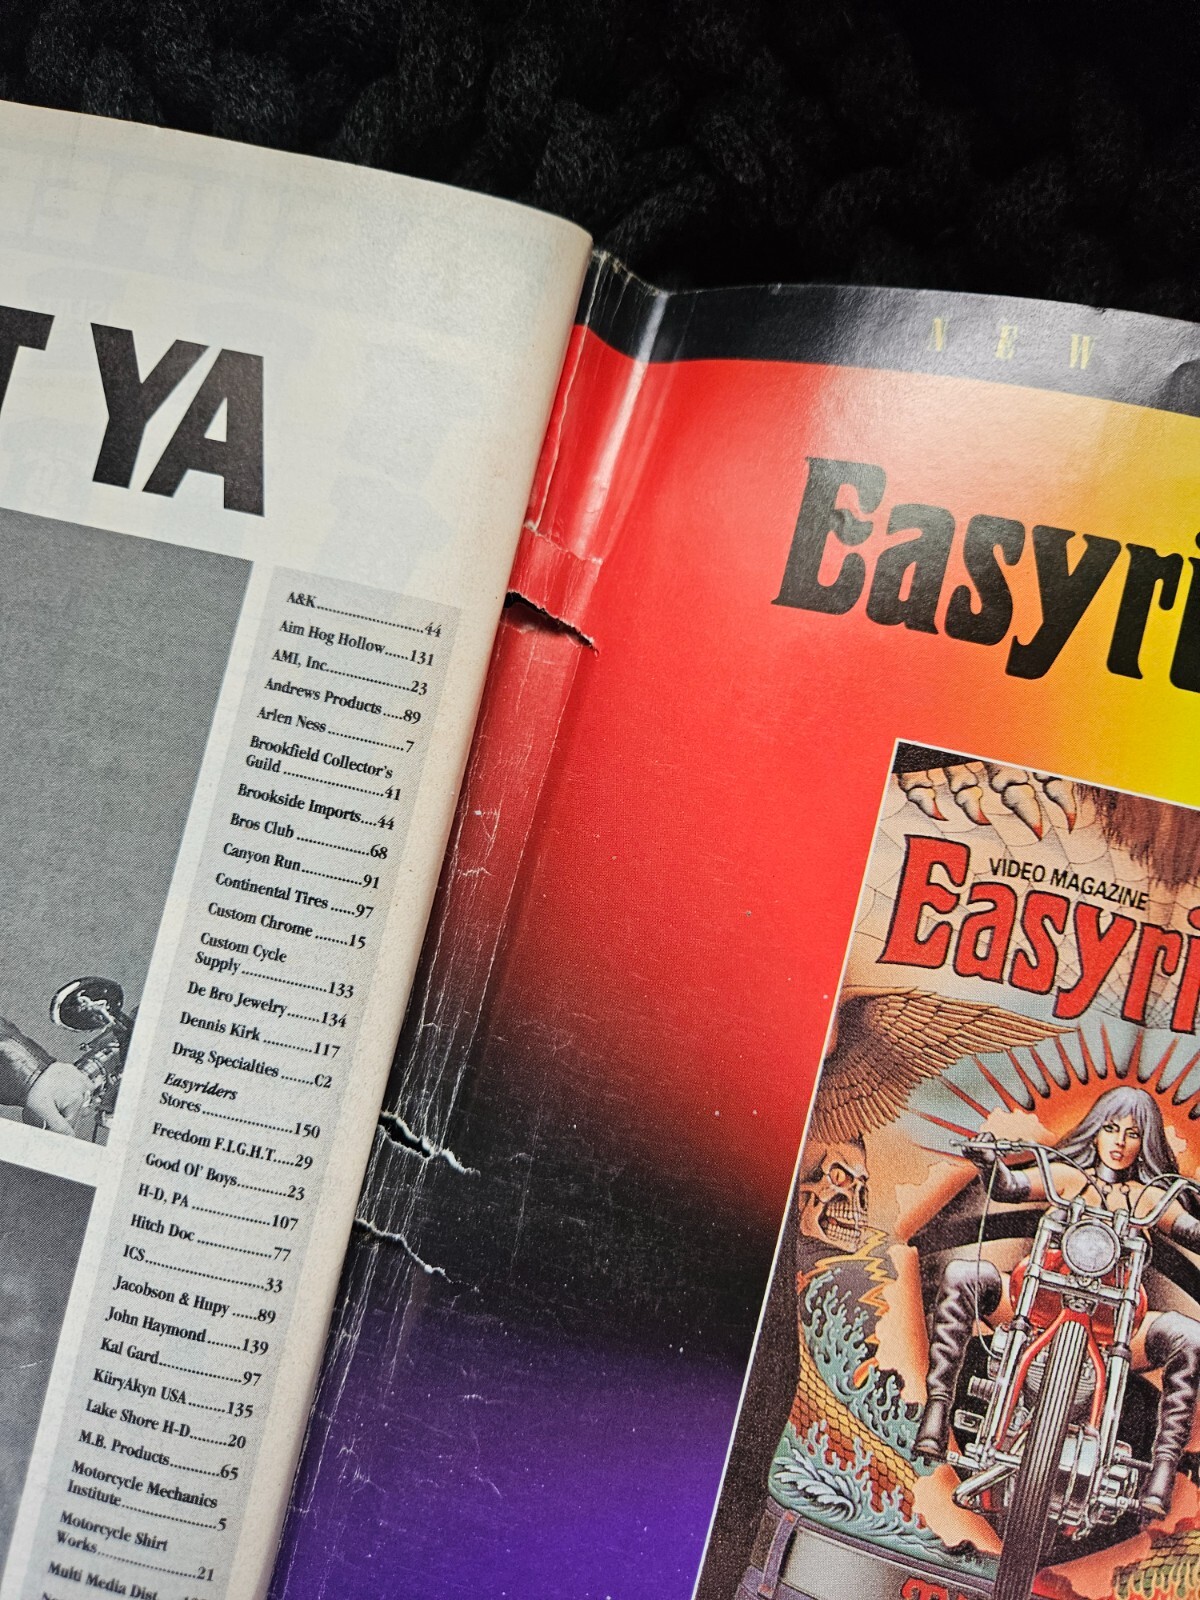 T YA
A&K..........................44
Aim Hog Hollow......131
AMI, Inc.....................23
Andrews Products.....89
Arlen Ness...................7
Brookfield Collector's
Guild.........................41
Brookside Imports....44
Bros Club..................68
Canyon Run...............91
Continental Tires......97
Custom Chrome........15
Custom Cycle
Supply.....................133
De Bro Jewelry........134
Dennis Kirk............117
Drag Specialties........C2
Easyriders
Stores......................150
Freedom F.I.G.H.T.....29
Good Ol' Boys............23
H-D, PA...................107
Hitch Doc...................77
ICS.............................33
Jacobson & Hupy......89
John Haymond........139
Kal Gard....................97
KüryAkyn USA.........135
Lake Shore H-D.........20
M.B. Products............65
Motorcycle Mechanics
Institute.......................5
Motorcycle Shirt
Works........................21
Multi Media Dist.
NEW
Easyri
VIDEO MAGAZINE
Easyri